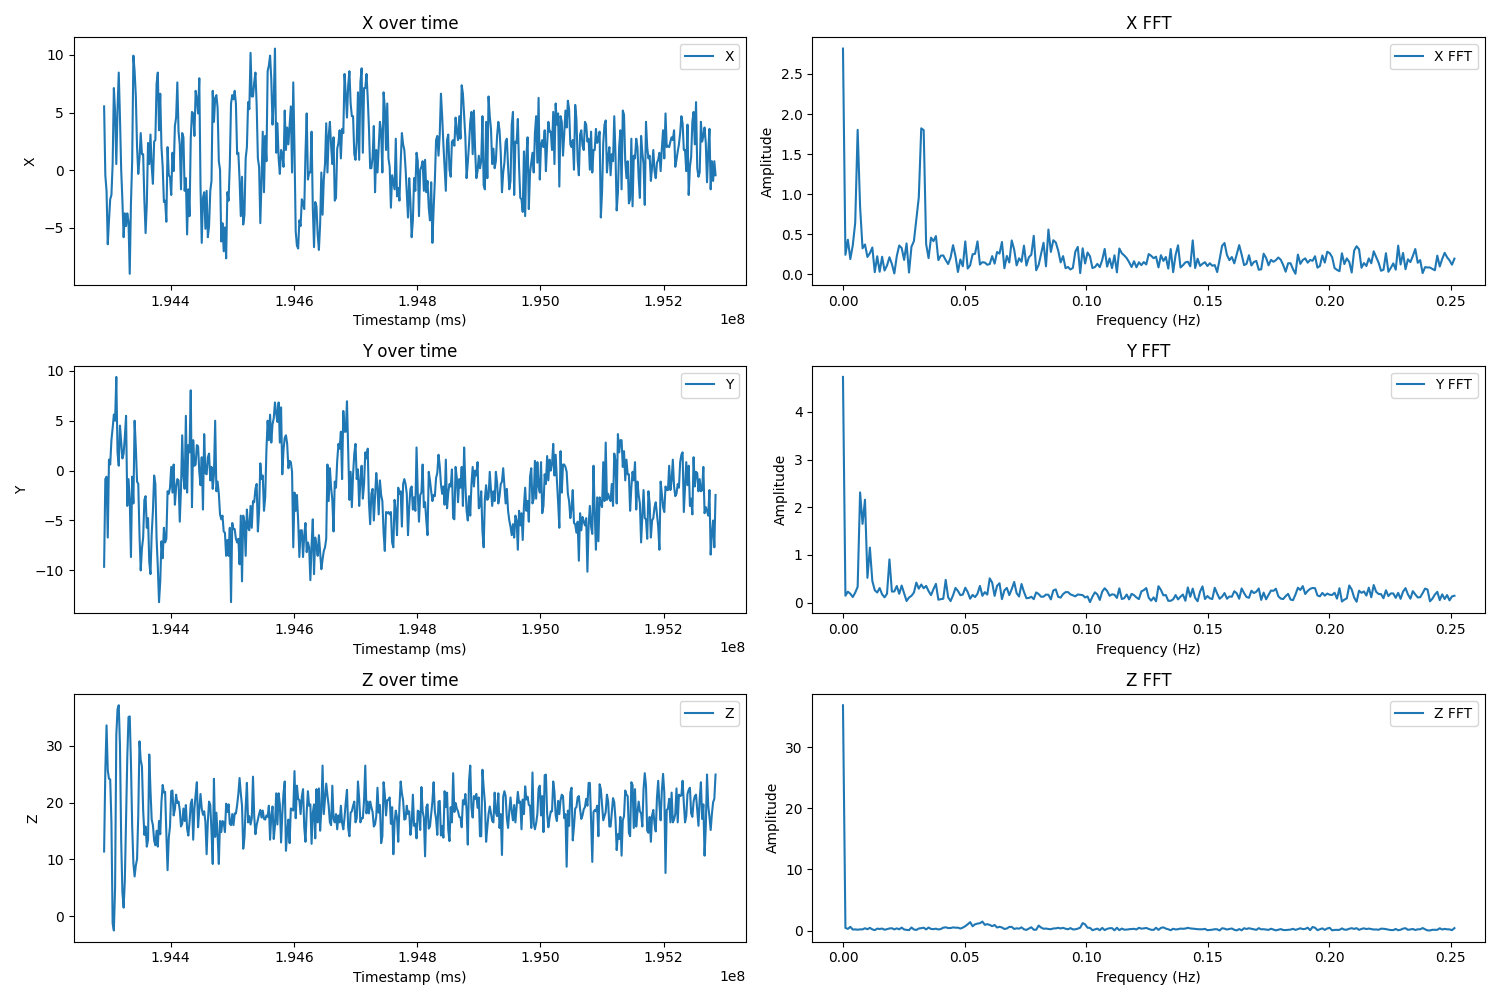 X over time
X FFT
X
Amplitude
10
5
0
−5
1.944
1.946
1.948
1.950
1.952
1e8
Timestamp (ms)
X
2.5
2.0
1.5
1.0
0.5
0.0
0.00
0.05
0.10
0.15
0.20
0.25
Frequency (Hz)
X FFT
Y over time
Y FFT
Y
Amplitude
10
5
0
−5
−10
1.944
1.946
1.948
1.950
1.952
1e8
Timestamp (ms)
Y
4
3
2
1
0
0.00
0.05
0.10
0.15
0.20
0.25
Frequency (Hz)
Y FFT
Z over time
Z FFT
Z
Amplitude
30
20
10
0
1.944
1.946
1.948
1.950
1.952
1e8
Timestamp (ms)
Z
30
20
10
0
0.00
0.05
0.10
0.15
0.20
0.25
Frequency (Hz)
Z FFT